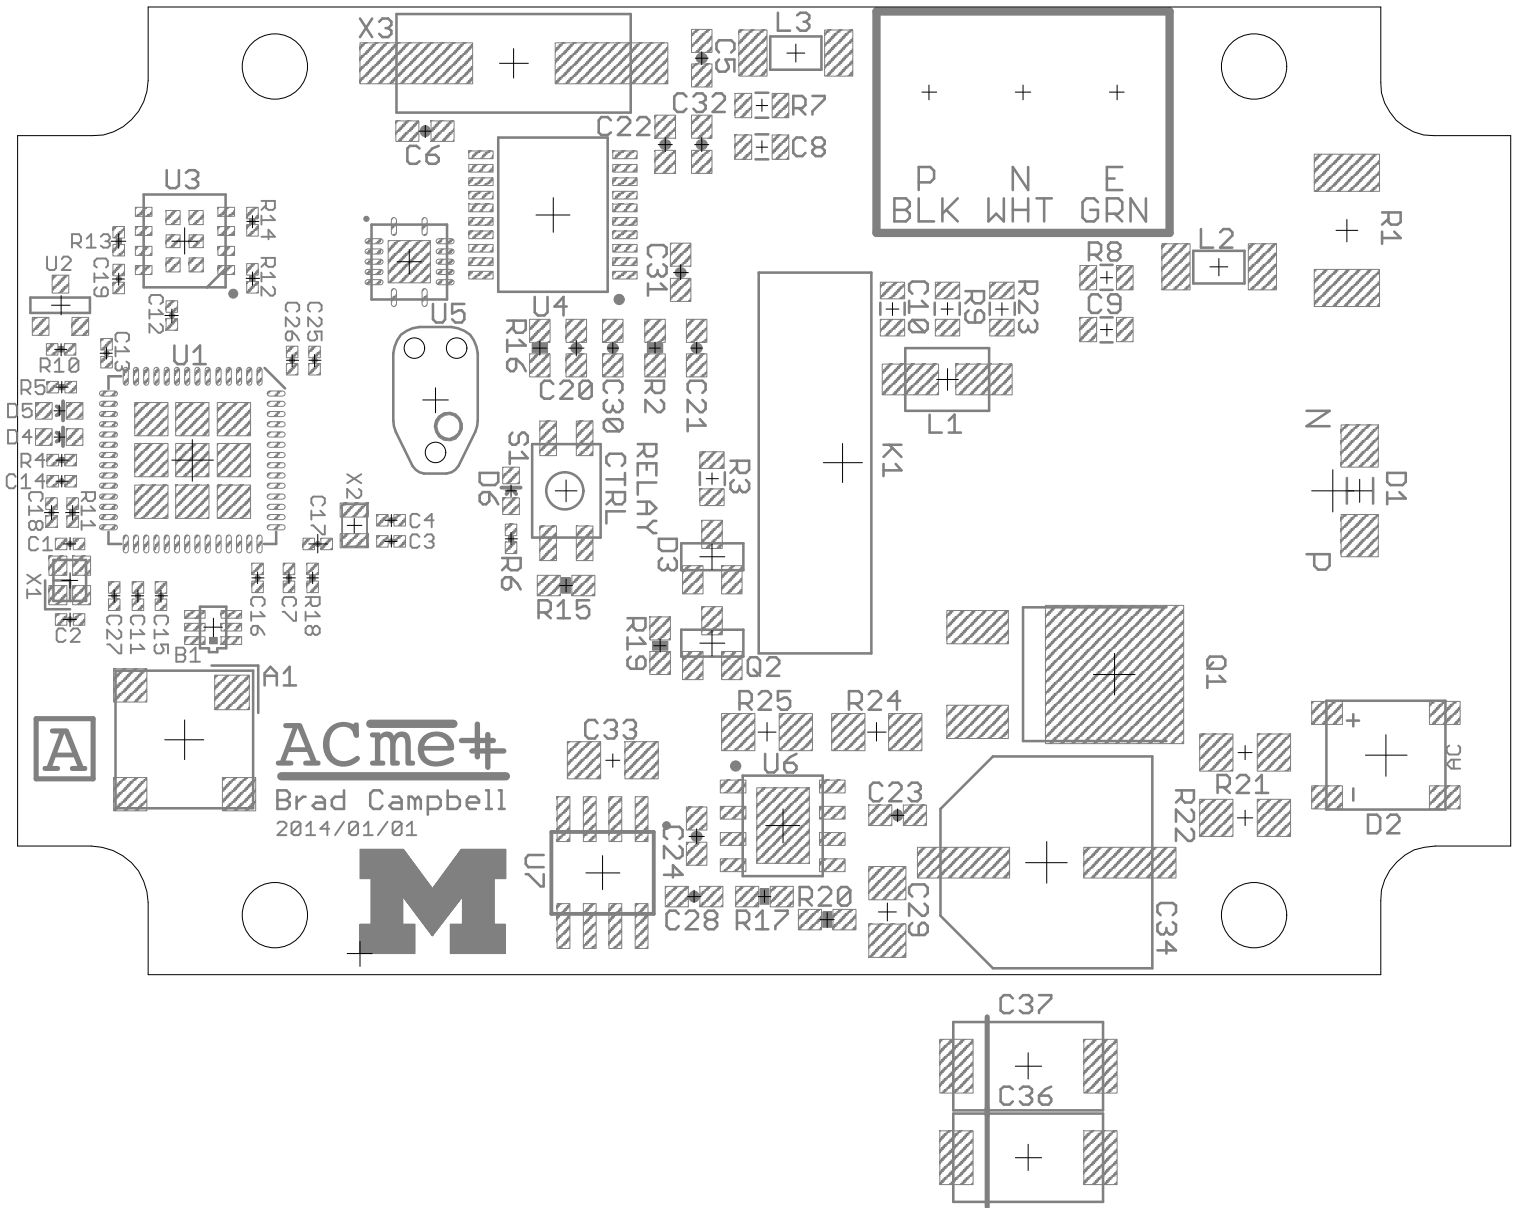 X3
L3
C5
C32
R7
C22
C6
C8
P N E
BLK WHT GRN
U3
R14
R13
U2
C19
R12
C31
R1
L2
R8
C12
C26
C25
U4
U5
C10
R9
R23
C9
R10
C13
U1
R16
C20
C30
R2
C21
R5
D5
D4
R4
C14
C18
R11
C1
X1
C2
L1
N
S1
CTRL
RELAY
K1
D6
R3
D1
X2
C4
C3
C17
D3
P
R6
R15
C27
C11
C15
B1
C16
C7
R18
R19
Q2
Q1
A1
A
ACme++
Brad Campbell
2014/01/01
C33
R25
R24
U6
C23
+
AC
-
R21
R22
D2
U7
C24
M
C28
R17
R20
C29
C34
C37
C36